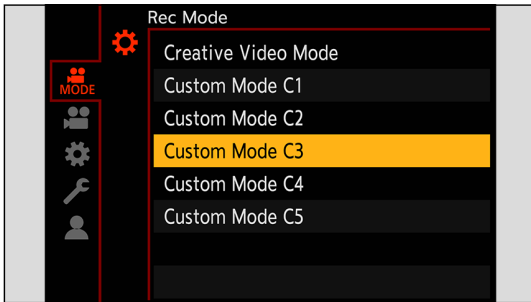 Rec Mode
MODE
Creative Video Mode
Custom Mode C1
Custom Mode C2
Custom Mode C3
Custom Mode C4
Custom Mode C5